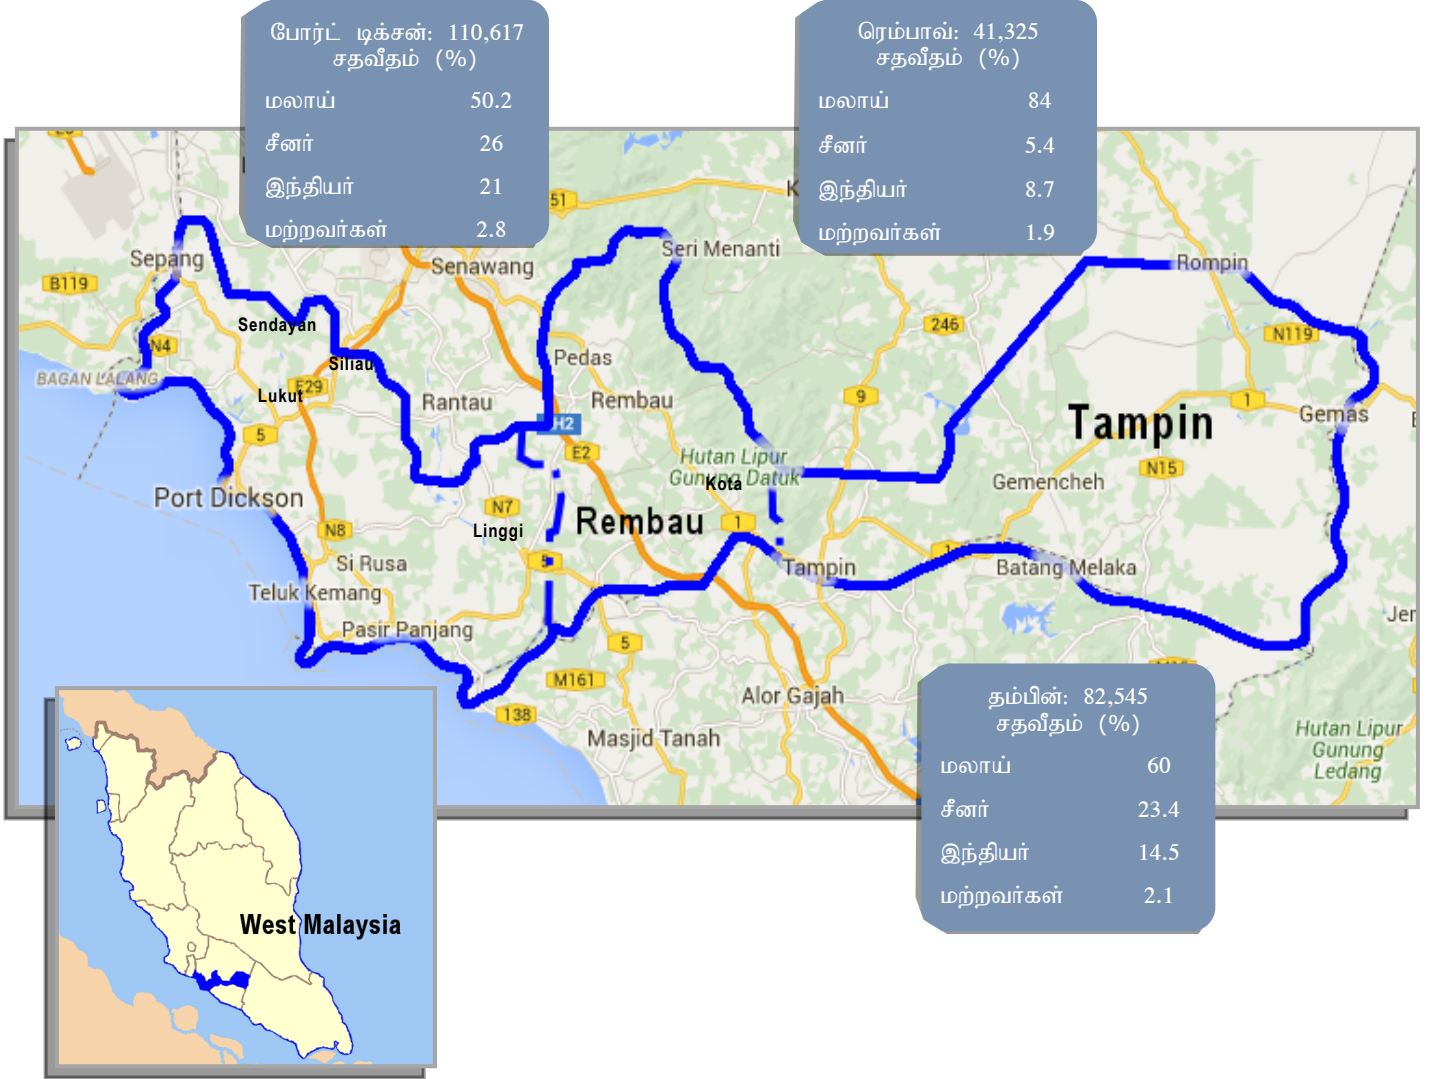 போர்ட் டிக்சன்: 110,617
சதவீதம் (%)
மலாய் 50.2
சீனர் 26
இந்தியர் 21
மற்றவர்கள் 2.8
ரெம்பாவ்: 41,325
சதவீதம் (%)
மலாய் 84
சீனர் 5.4
இந்தியர் 8.7
மற்றவர்கள் 1.9
51
Sepang
Senawang
Seri Menanti
Rompin
B119
Sendayan
246
N119
N4
Siliau
Pedas
BAGAN LALANG
Lukut
E29
Rantau
Rembau
9
1
Gemas
Tampin
5
H2
E2
Hutan Lipur
Gunung Datuk
Kota
N15
Gemencheh
Port Dickson
N7
Linggi
Rembau
1
N8
Si Rusa
5
Tampin
1
Batang Melaka
Teluk Kemang
Pasir Panjang
5
M161
138
Alor Gajah
Masjid Tanah
Jer
Hutan Lipur
Gunung
Ledang
தம்பின்: 82,545
சதவீதம் (%)
மலாய் 60
சீனர் 23.4
இந்தியர் 14.5
மற்றவர்கள் 2.1
West Malaysia